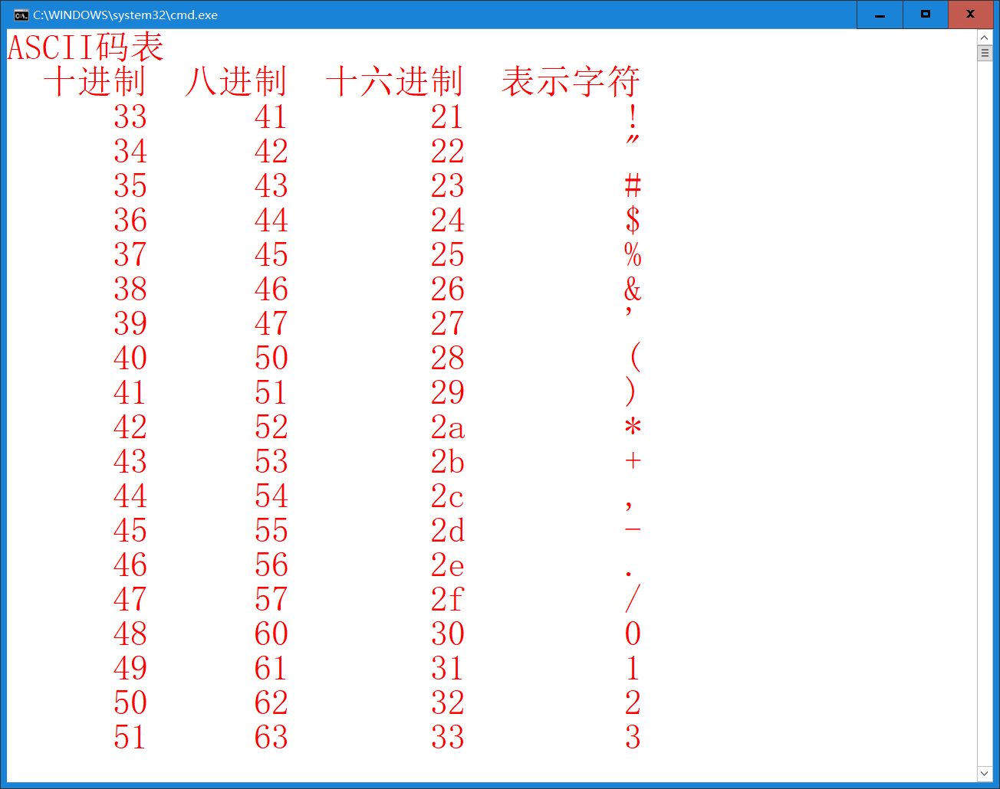 C:\WINDOWS\system32\cmd.exe
ASCII码表
十进制 八进制 十六进制 表示字符
33 41 21 !
34 42 22 "
35 43 23 #
36 44 24 $
37 45 25 %
38 46 26 &
39 47 27 '
40 50 28 (
41 51 29 )
42 52 2a *
43 53 2b +
44 54 2c ,
45 55 2d -
46 56 2e .
47 57 2f /
48 60 30 0
49 61 31 1
50 62 32 2
51 63 33 3